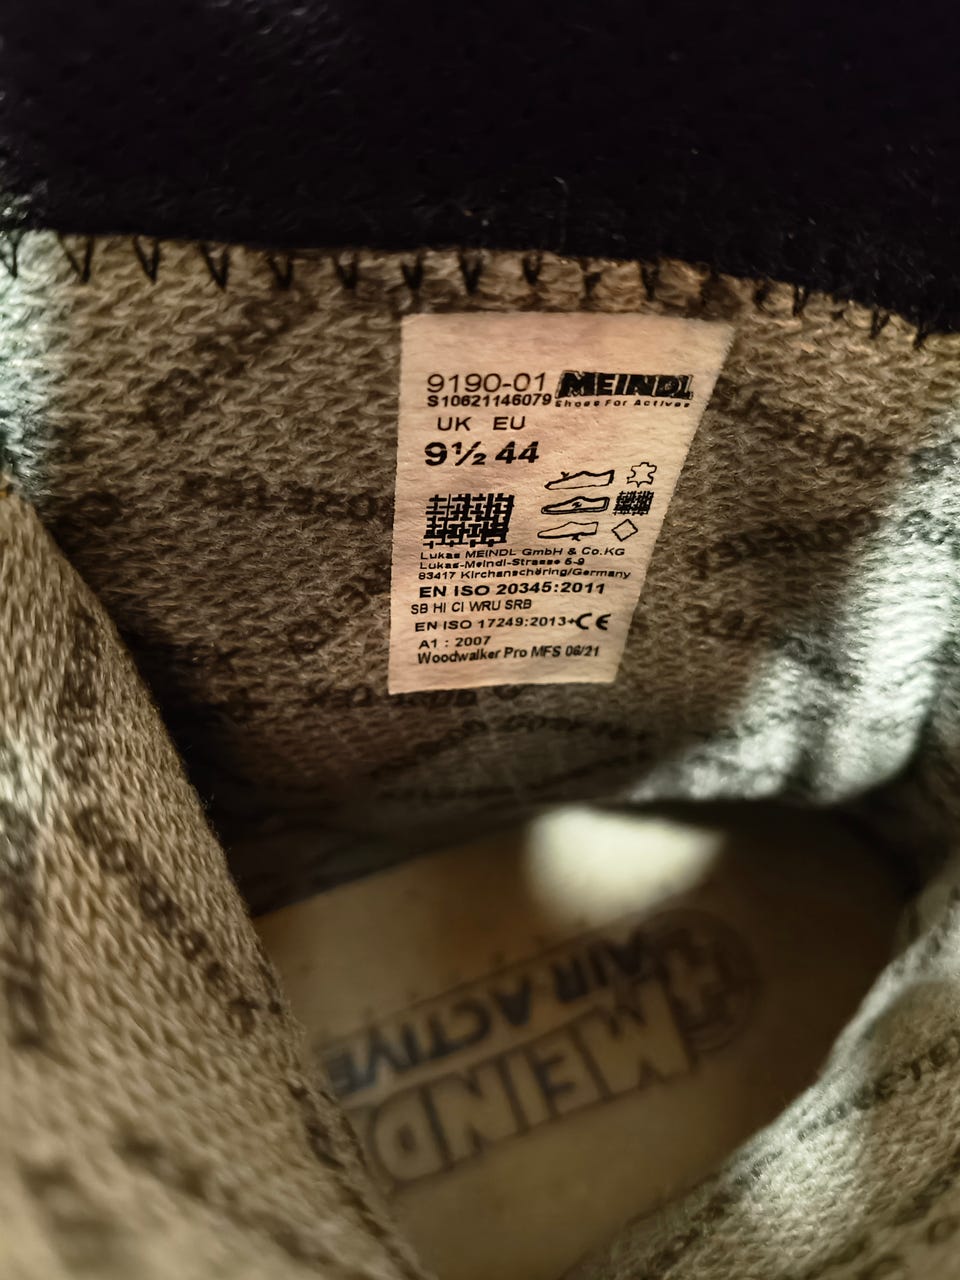 9190-01 MEINDL
S10621146079 Shoes For Actives
UK EU
9½ 44
Lukas MEINDL GmbH & Co.KG
Lukas-Meindl-Strasse 5-9
83417 Kirchanschöring/Germany
EN ISO 20345:2011
SB HI CI WRU SRB
EN ISO 17249:2013+CE
A1 : 2007
Woodwalker Pro MFS 06/21
MEINDL
AIR ACTIVE